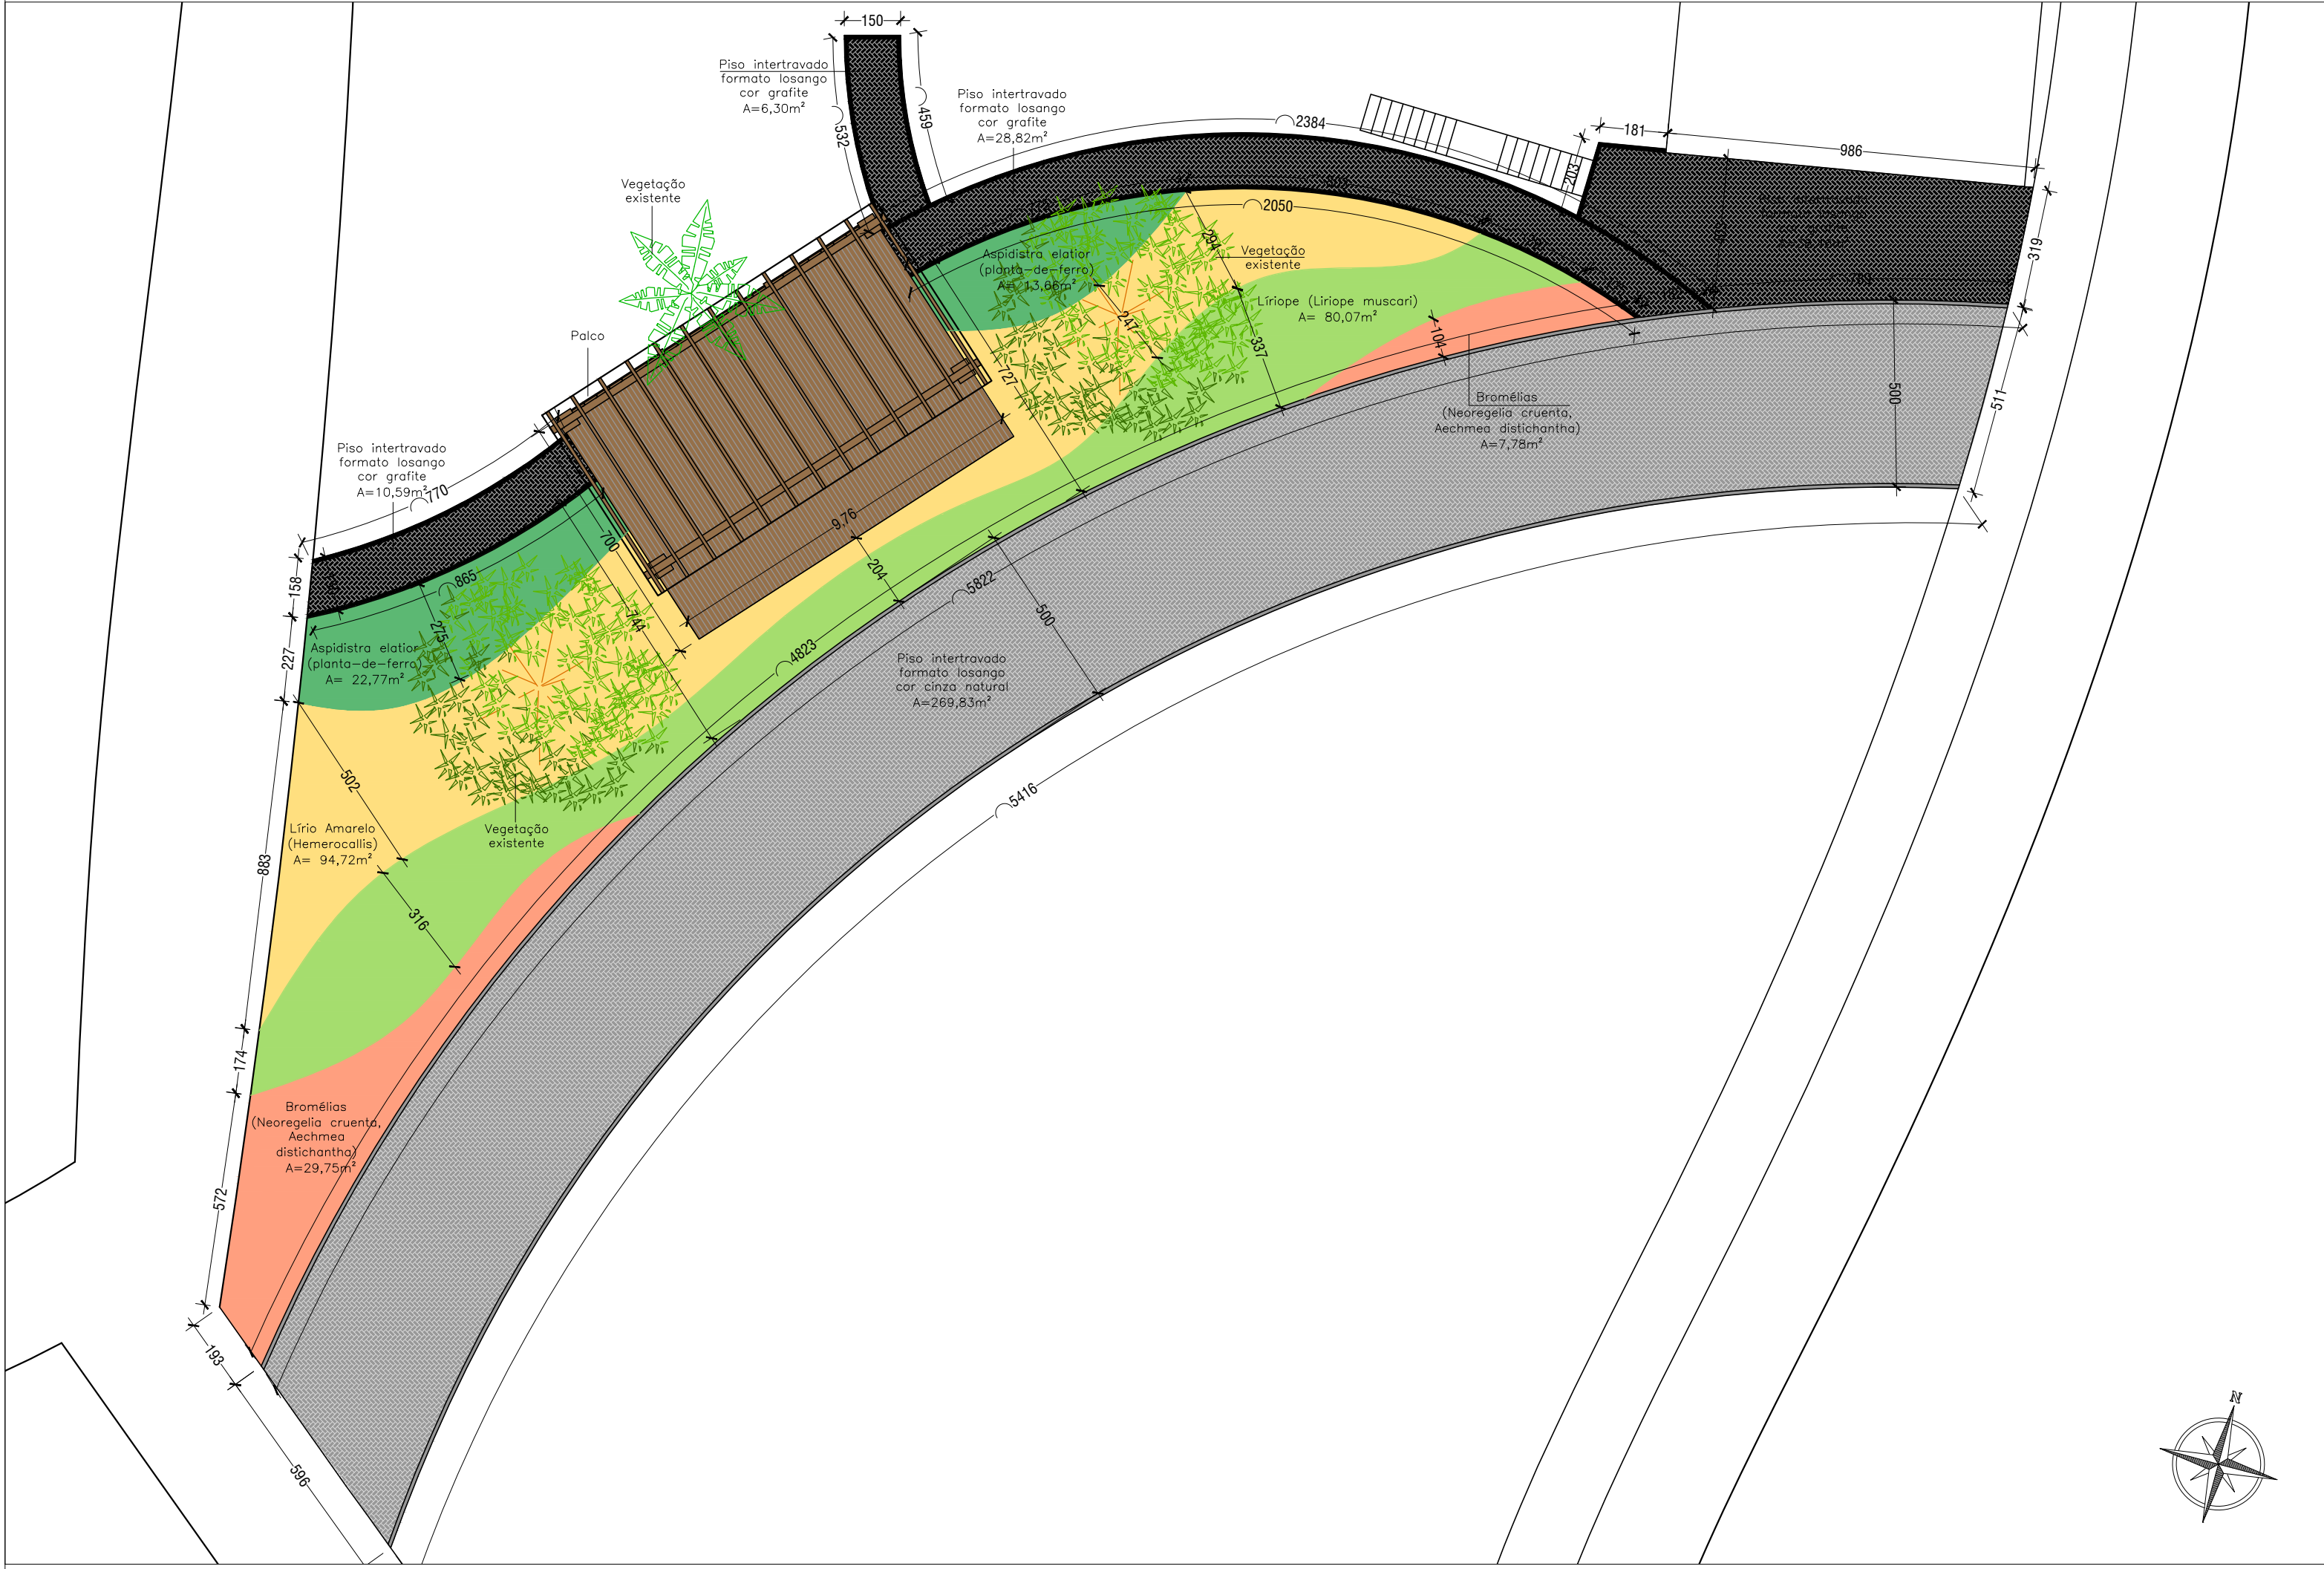 150
Piso intertravado
formato losango
cor grafite
A=6,30m²
532
459
Piso intertravado
formato losango
cor grafite
A=28,82m²
2384
181
986
203
319
Vegetação
existente
2050
294
Vegetação
existente
Aspidistra elatior
(planta-de-ferro)
A= 13,66m²
Líriope (Liriope muscari)
A= 80,07m²
247
337
104
Palco
727
500
511
Bromélias
(Neoregelia cruenta,
Aechmea distichantha)
A=7,78m²
Piso intertravado
formato losango
cor grafite
A=10,59m²
770
9,76
700
204
158
865
5822
500
744
275
227
Aspidistra elatior
(planta-de-ferro)
A= 22,77m²
4823
Piso intertravado
formato losango
cor cinza natural
A=269,83m²
502
5416
Lírio Amarelo
(Hemerocallis)
A= 94,72m²
Vegetação
existente
883
316
174
Bromélias
(Neoregelia cruenta,
Aechmea
distichantha)
A=29,75m²
572
193
596
N